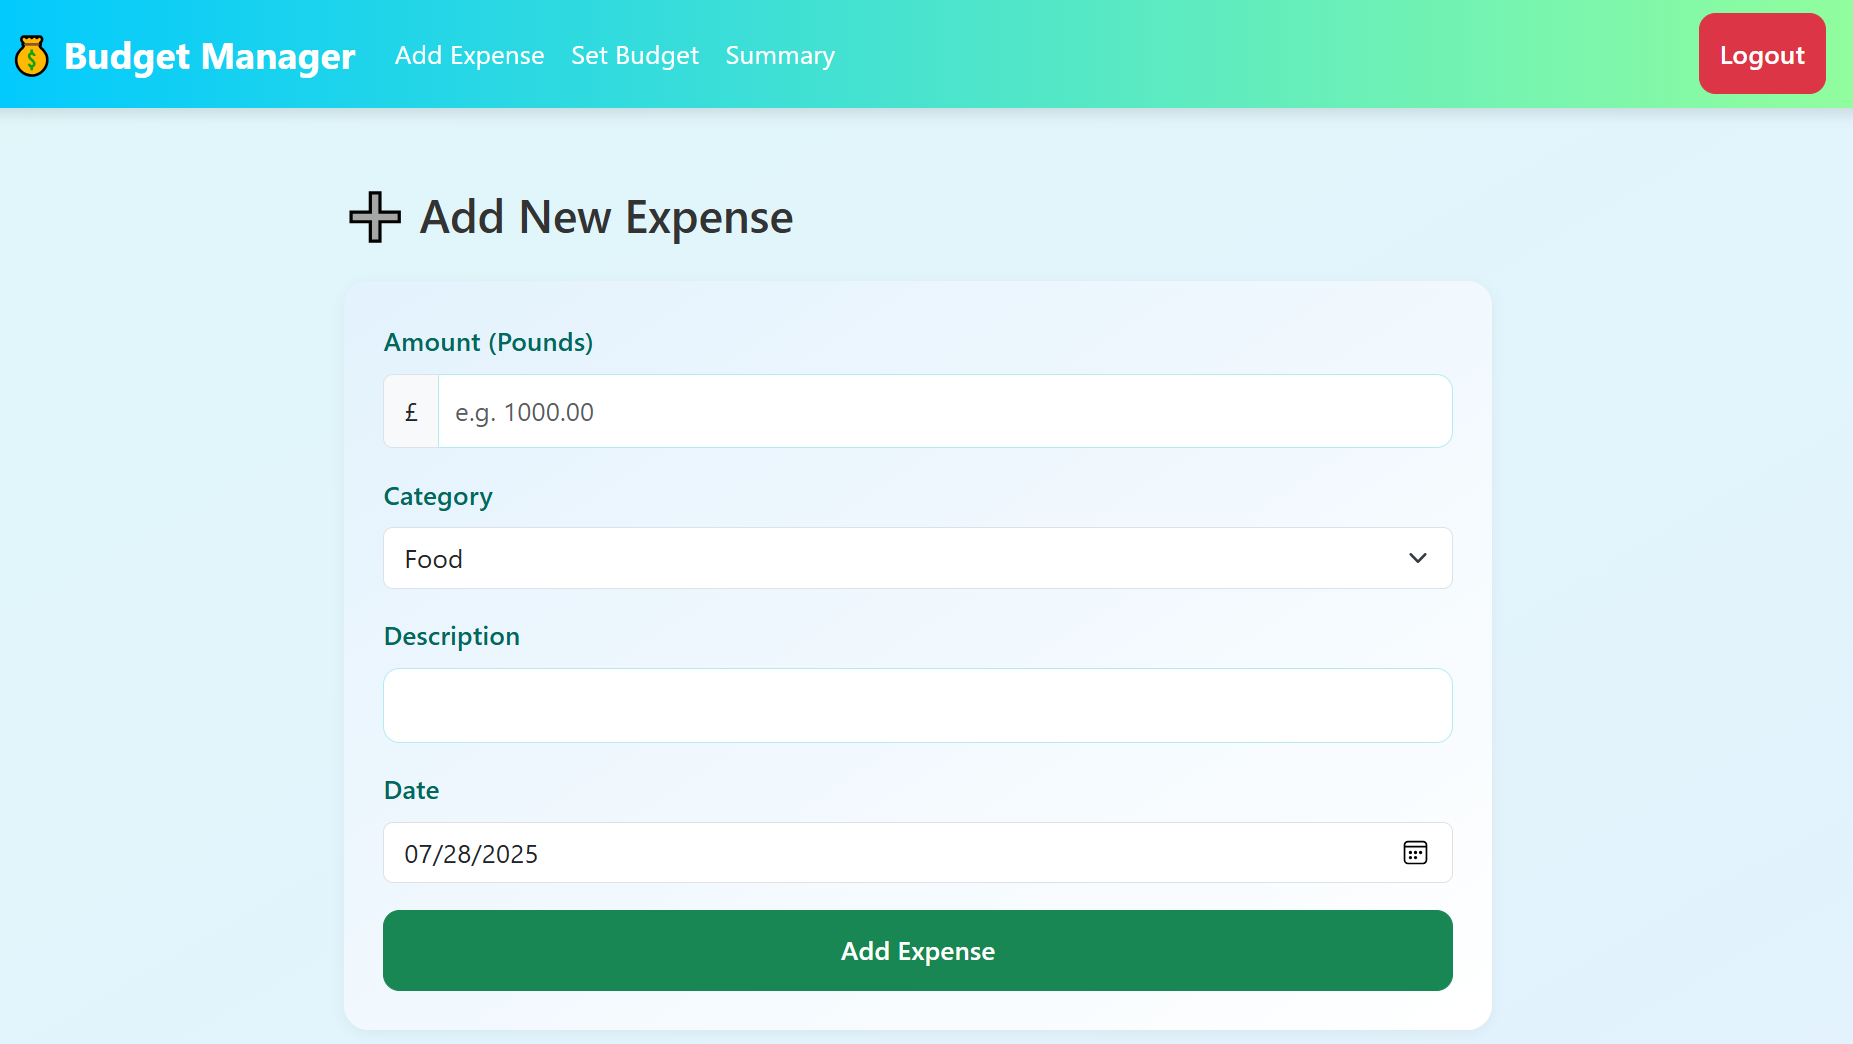 Budget Manager Add Expense Set Budget Summary Logout
Add New Expense
Amount (Pounds)
£ e.g. 1000.00
Category
Food
Description
Date
07/28/2025
Add Expense